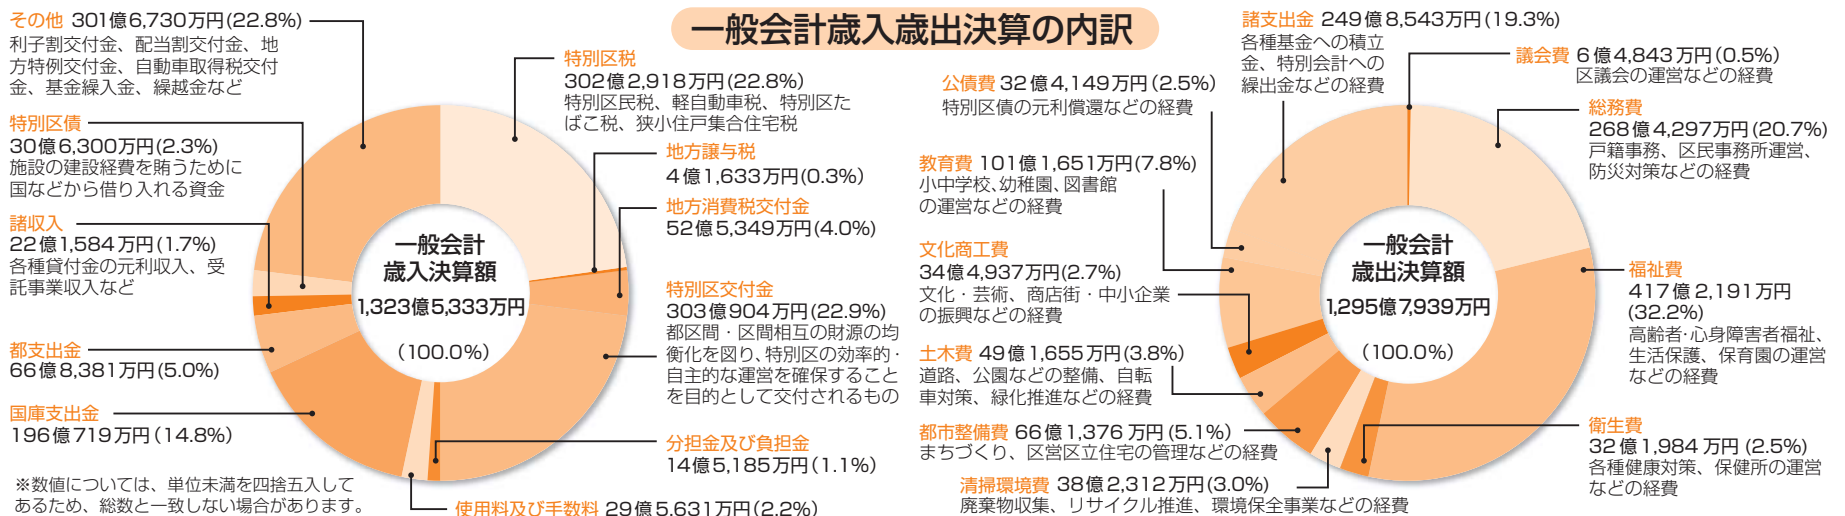 一般会計歳入歳出決算の内訳
その他 301億6,730万円(22.8%)
利子割交付金、配当割交付金、地
方特例交付金、自動車取得税交付
金、基金繰入金、繰越金など
特別区債
30億6,300万円(2.3%)
施設の建設経費を賄うために
国などから借り入れる資金
諸収入
22億1,584万円(1.7%)
各種貸付金の元利収入、受
託事業収入など
都支出金
66億8,381万円(5.0%)
国庫支出金
196億719万円(14.8%)
※数値については、単位未満を四捨五入して
あるため、総数と一致しない場合があります。
一般会計
歳入決算額
1,323億5,333万円
(100.0%)
特別区税
302億2,918万円(22.8%)
特別区民税、軽自動車税、特別区た
ばこ税、狭小住戸集合住宅税
地方譲与税
4億1,633万円(0.3%)
地方消費税交付金
52億5,349万円(4.0%)
特別区交付金
303億904万円(22.9%)
都区間・区間相互の財源の均
衡化を図り、特別区の効率的・
自主的な運営を確保すること
を目的として交付されるもの
分担金及び負担金
14億5,185万円(1.1%)
使用料及び手数料 29億5,631万円(2.2%)
諸支出金 249億8,543万円(19.3%)
各種基金への積立
金、特別会計への
繰出金などの経費
公債費 32億4,149万円(2.5%)
特別区債の元利償還などの経費
教育費 101億1,651万円(7.8%)
小中学校、幼稚園、図書館
の運営などの経費
文化商工費
34億4,937万円(2.7%)
文化・芸術、商店街・中小企業
の振興などの経費
土木費 49億1,655万円(3.8%)
道路、公園などの整備、自転
車対策、緑化推進などの経費
都市整備費 66億1,376万円(5.1%)
まちづくり、区営区立住宅の管理などの経費
清掃環境費 38億2,312万円(3.0%)
廃棄物収集、リサイクル推進、環境保全事業などの経費
一般会計
歳出決算額
1,295億7,939万円
(100.0%)
議会費 6億4,843万円(0.5%)
区議会の運営などの経費
総務費
268億4,297万円(20.7%)
戸籍事務、区民事務所運営、
防災対策などの経費
福祉費
417億2,191万円
(32.2%)
高齢者・心身障害者福祉、
生活保護、保育園の運営
などの経費
衛生費
32億1,984万円(2.5%)
各種健康対策、保健所の運営
などの経費